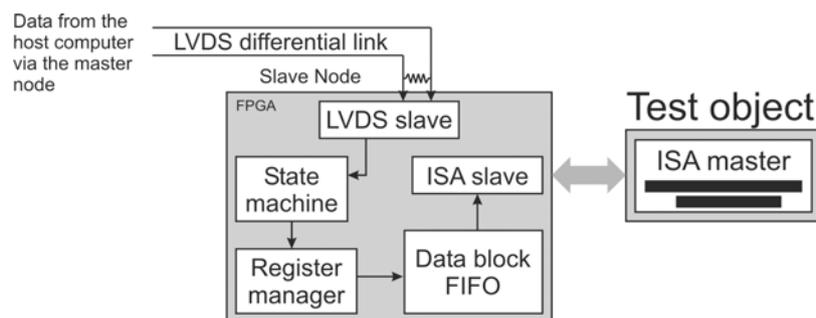 Data from the
host computer
via the master
node
LVDS differential link
Slave Node
FPGA
LVDS slave
State
machine
ISA slave
Register
manager
Data block
FIFO
Test object
ISA master